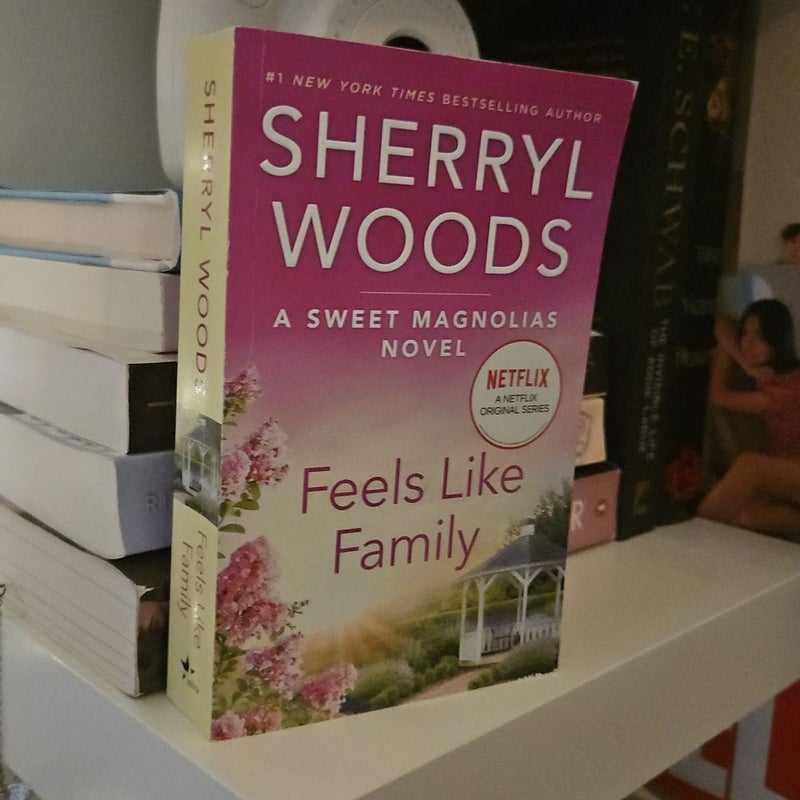 #1 NEW YORK TIMES BESTSELLING AUTHOR
SHERRYL
WOODS
A SWEET MAGNOLIAS
NOVEL
NETFLIX
A NETFLIX
ORIGINAL SERIES
Feels Like
Family
SHERRYL WOODS
Feels Like
Family
E SCHWAB